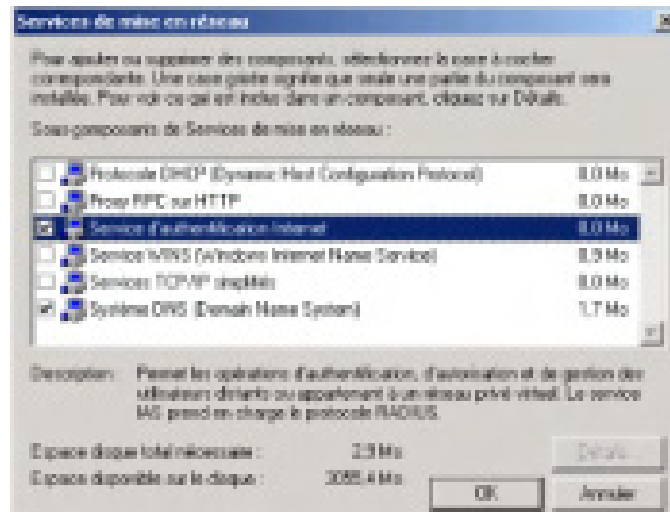 Services de mise en réseau
Pour ajouter ou supprimer des composants, sélectionnez la case à cocher
correspondante. Une case grisée signifie que seule une partie du composant sera
installée. Pour voir ce qui est inclus dans un composant, cliquez sur Détails.
Sous-composants de Services de mise en réseau :
Protocole DHCP (Dynamic Host Configuration Protocol) 0,0 Mo
Proxy RPC sur HTTP 0,0 Mo
Service d'authentification Internet 0,0 Mo
Service WINS (Windows Internet Name Service) 0,9 Mo
Services TCP/IP simplifiés 0,0 Mo
Système DNS (Domain Name System) 1,7 Mo
Description : Permet les opérations d'authentification, d'autorisation et de gestion des
utilisateurs distants ou appartenant à un réseau privé virtuel. Le service
IAS prend en charge le protocole RADIUS.
Espace disque total nécessaire : 2,9 Mo
Espace disponible sur le disque : Mo
Détails...
OK
Annuler